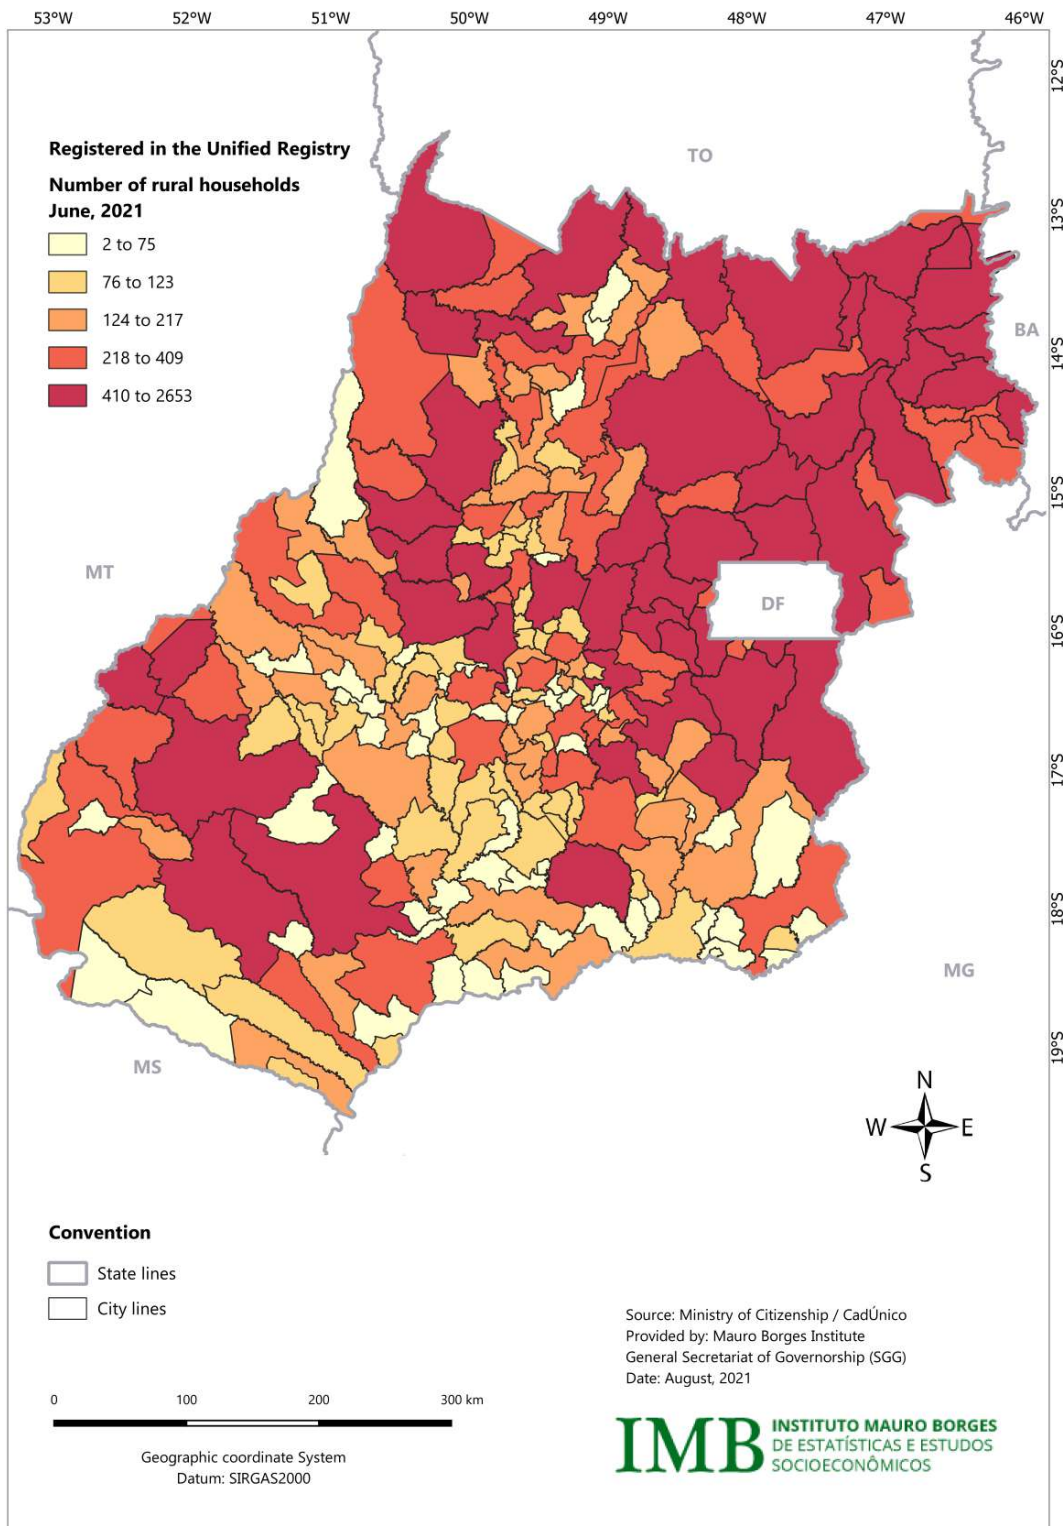 53°W 52°W 51°W 50°W 49°W 48°W 47°W 46°W
12°S
Registered in the Unified Registry
TO
Number of rural households
June, 2021
13°S
2 to 75
76 to 123
124 to 217
BA
218 to 409
14°S
410 to 2653
15°S
MT
DF
16°S
17°S
18°S
MG
19°S
MS
N
W E
S
Convention
State lines
City lines
Source: Ministry of Citizenship / CadÚnico
Provided by: Mauro Borges Institute
General Secretariat of Governorship (SGG)
Date: August, 2021
0 100 200 300 km
Geographic coordinate System
Datum: SIRGAS2000
IMB
INSTITUTO MAURO BORGES
DE ESTATÍSTICAS E ESTUDOS
SOCIOECONÔMICOS